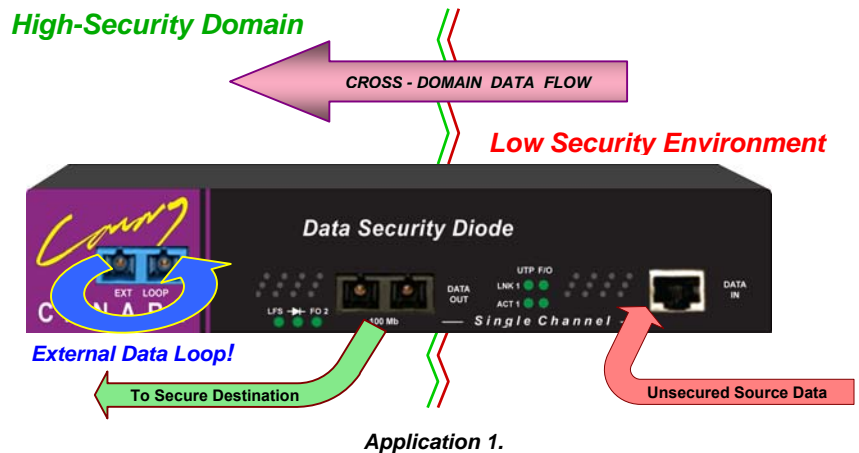 High-Security Domain
CROSS - DOMAIN DATA FLOW
Low Security Environment
Data Security Diode
UTP F/O
LNK 1
ACT 1
DATA OUT
DATA IN
EXT LOOP
LFS FO 2
100 Mb
Single Channel
External Data Loop!
To Secure Destination
Unsecured Source Data
Application 1.